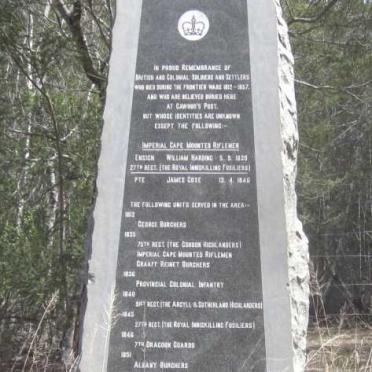 IN PROUD REMEMBRANCE OF
BRITISH AND COLONIAL SOLDIERS AND SETTLERS
WHO DIED DURING THE FRONTIER WARS 1812-1857,
AND WHO ARE BELIEVED BURIED HERE
AT CAWOOD'S POST,
BUT WHOSE IDENTITIES ARE UNKNOWN
EXCEPT THE FOLLOWING:-
IMPERIAL CAPE MOUNTED RIFLEMEN
ENSIGN WILLIAM HARDING
27TH REGT. (THE ROYAL INNISKILLING FUSILIERS)
PTE JAMES COSE 13. 4. 1846
THE FOLLOWING UNITS SERVED IN THE AREA:-
1812
GEORGE BURGHERS
1835
75TH REGT. (THE GORDON HIGHLANDERS)
IMPERIAL CAPE MOUNTED RIFLEMEN
GRAAFF REINET BURGHERS
1836
PROVINCIAL COLONIAL INFANTRY
1840
91ST REGT. (THE ARGYLL & SUTHERLAND HIGHLANDERS)
1845
27TH REGT. (THE ROYAL INNISKILLING FUSILIERS)
1846
7TH DRAGOON GUARDS
1851
ALBANY BURGHERS